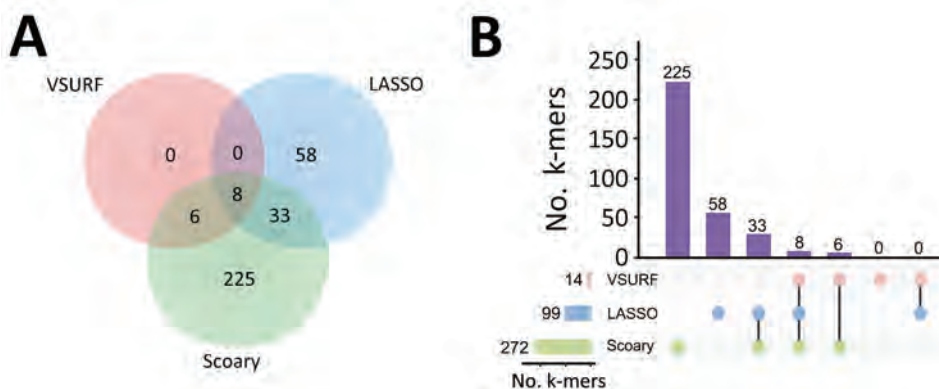 A
VSURF
LASSO
0
0
58
8
6
33
225
Scoary
B
No. k-mers
250
200
150
100
50
0
225
58
33
8
6
0
0
14 VSURF
99 LASSO
272 Scoary
No. k-mers